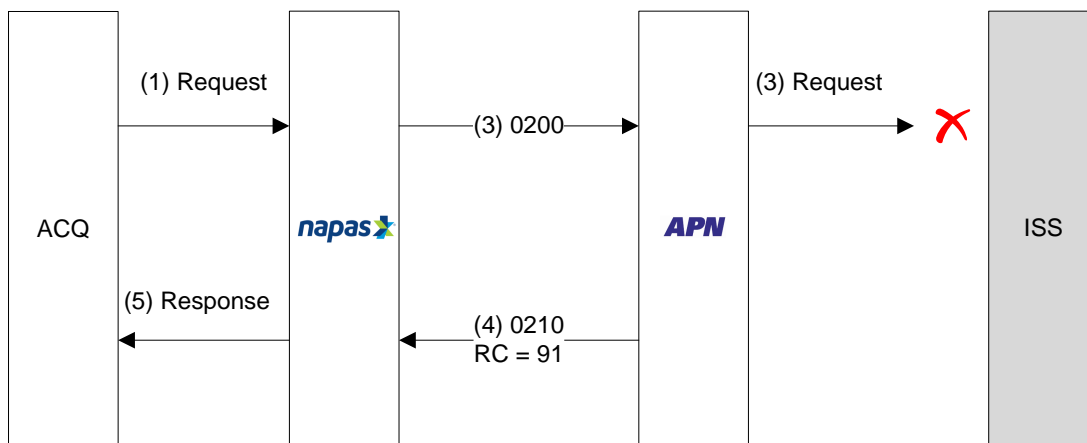 (1) Request
(3) Request
(3) 0200
ACQ
napas
APN
ISS
(5) Response
(4) 0210
RC = 91